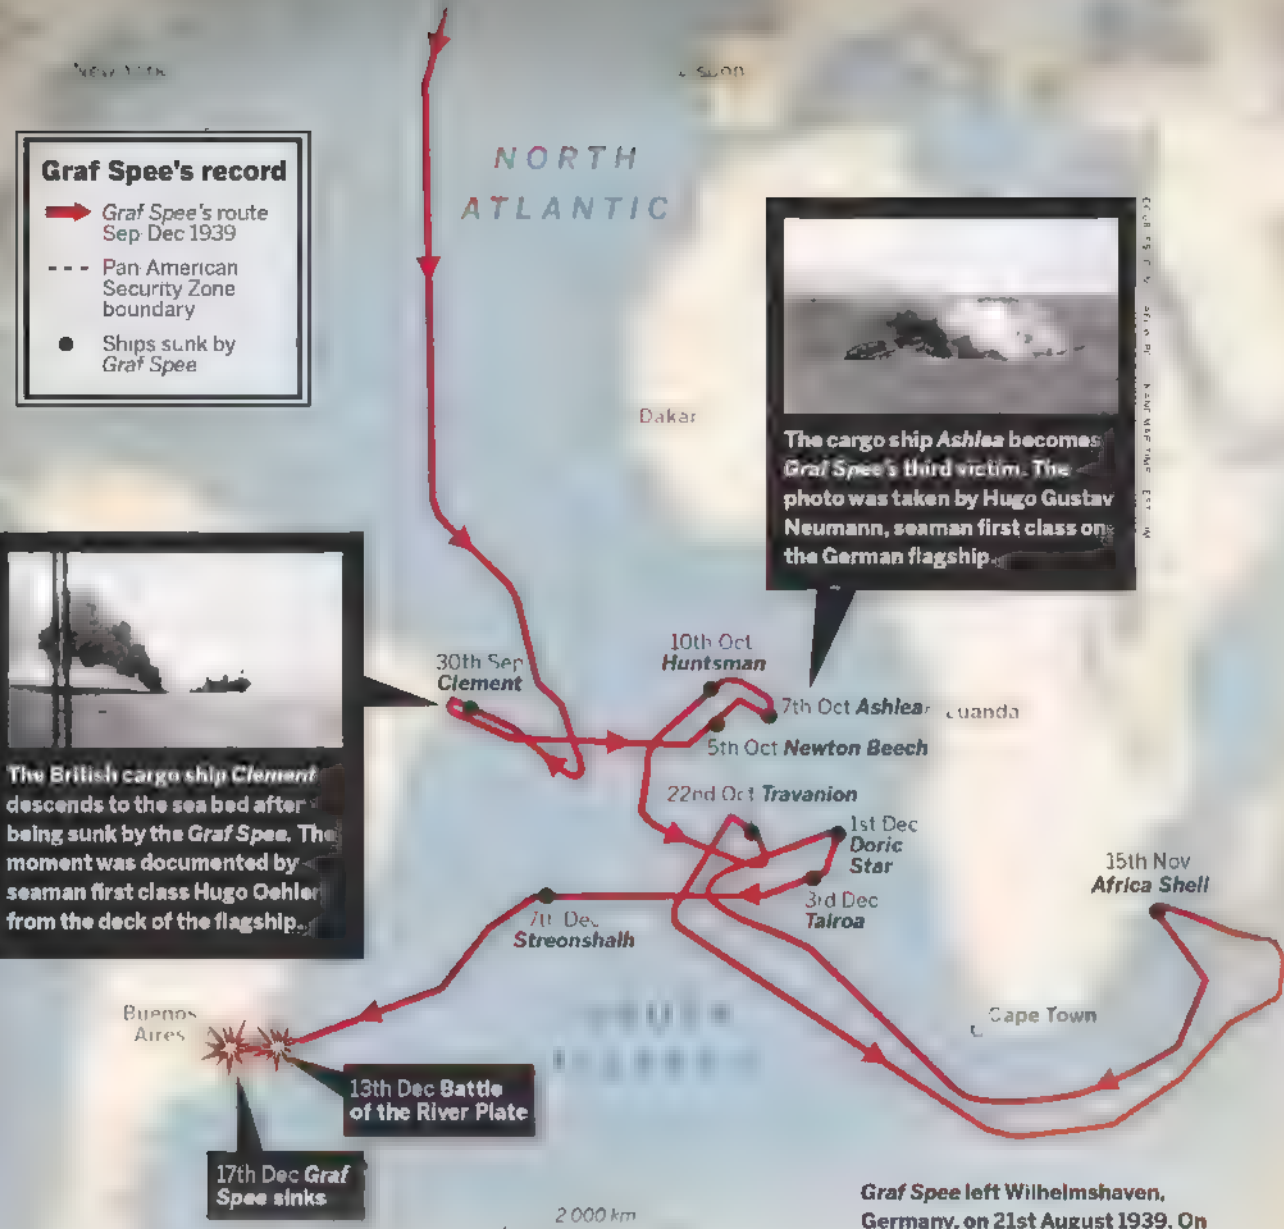 NEW YORK
NORTH
ATLANTIC
Graf Spee's record
Graf Spee's route
Sep Dec 1939
Pan American
Security Zone
boundary
Ships sunk by
Graf Spee
Dakar
The cargo ship Ashlea becomes
Graf Spee's third victim. The
photo was taken by Hugo Gustav
Neumann, seaman first class on
the German flagship.
The British cargo ship Clement
descends to the sea bed after
being sunk by the Graf Spee. The
moment was documented by
seaman first class Hugo Oehler
from the deck of the flagship.
30th Sep
Clement
10th Oct
Huntsman
7th Oct Ashlea
Luanda
5th Oct Newton Beech
22nd Oct Travanion
1st Dec
Doric
Star
3rd Dec
Tairoa
15th Nov
Africa Shell
7th Dec
Streonshalh
Buenos
Aires
Cape Town
13th Dec Battle
of the River Plate
17th Dec Graf
Spee sinks
2 000 km
Graf Spee left Wilhelmshaven,
Germany, on 21st August 1939. On